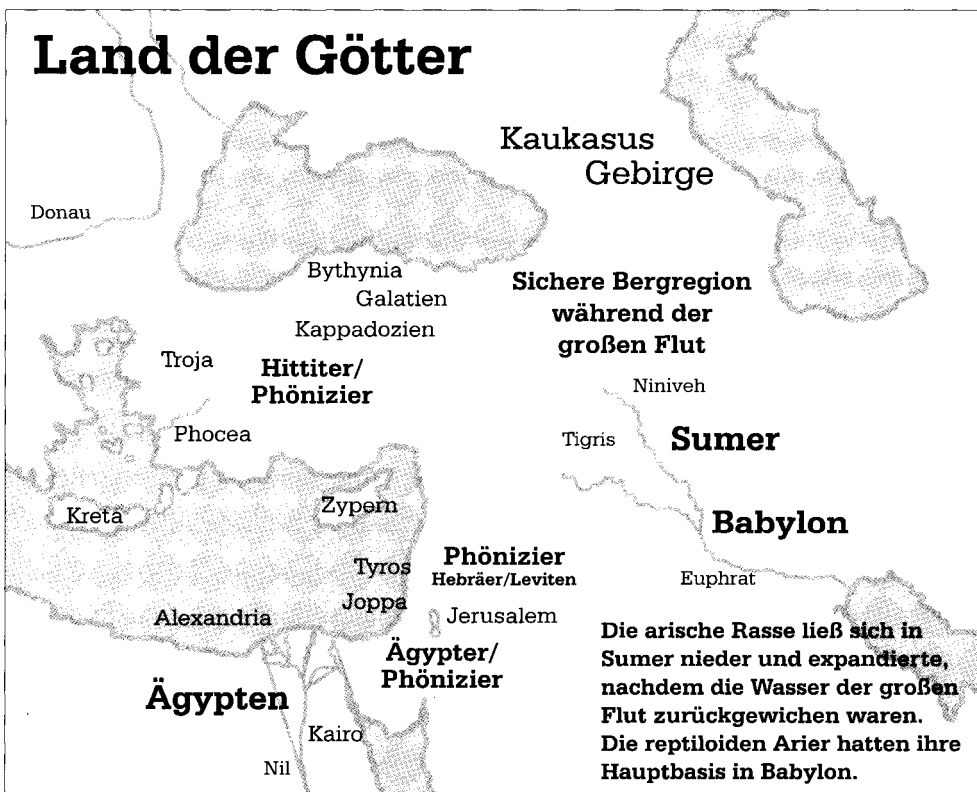 Land der Götter
Kaukasus
Gebirge
Donau
Bythynia
Galatien
Kappadozien
Sichere Bergregion
während der
großen Flut
Troja
Hittiter/
Phönizier
Niniveh
Phocea
Tigris
Sumer
Kreta
Zypern
Babylon
Phönizier
Hebräer/Leviten
Tyros
Euphrat
Joppa
Alexandria
Jerusalem
Ägypter/
Phönizier
Ägypten
Kairo
Nil
Die arische Rasse ließ sich in
Sumer nieder und expandierte,
nachdem die Wasser der großen
Flut zurückgewichen waren.
Die reptiloiden Arier hatten ihre
Hauptbasis in Babylon.